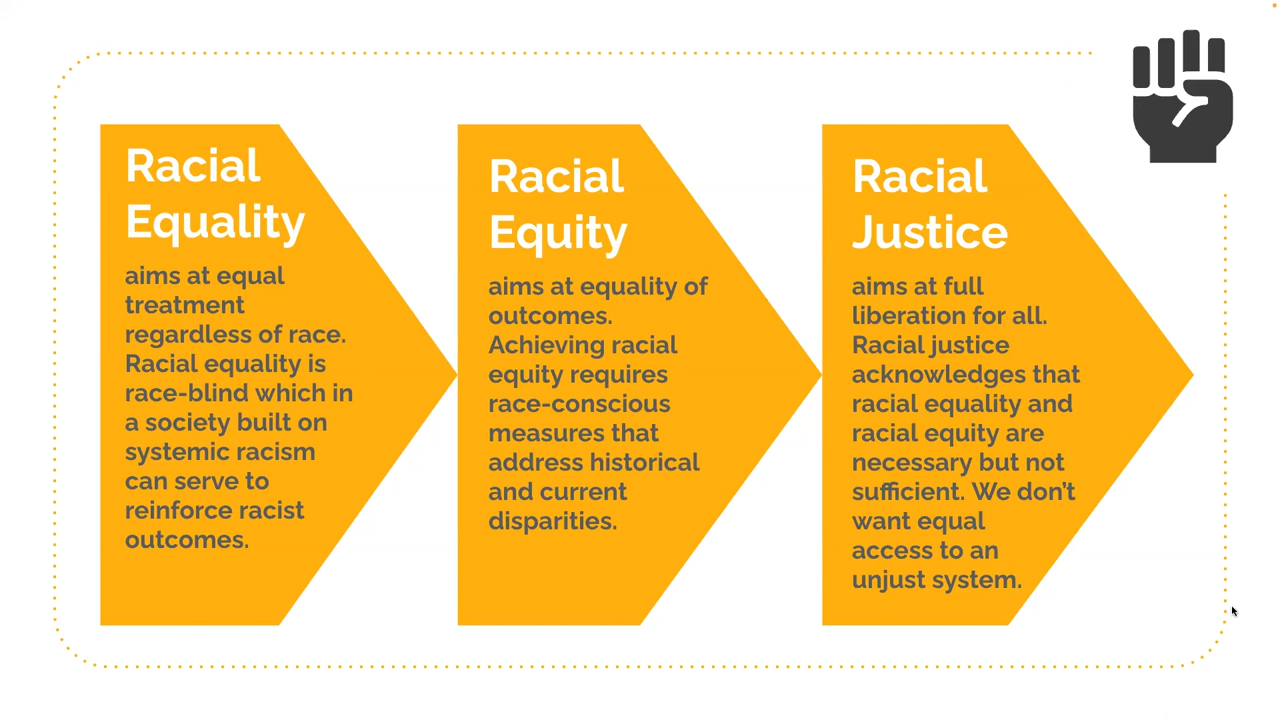 Racial
Equality
aims at equal
treatment
regardless of race.
Racial equality is
race-blind which in
a society built on
systemic racism
can serve to
reinforce racist
outcomes.
Racial
Equity
aims at equality of
outcomes.
Achieving racial
equity requires
race-conscious
measures that
address historical
and current
disparities.
Racial
Justice
aims at full
liberation for all.
Racial justice
acknowledges that
racial equality and
racial equity are
necessary but not
sufficient. We don't
want equal
access to an
unjust system.